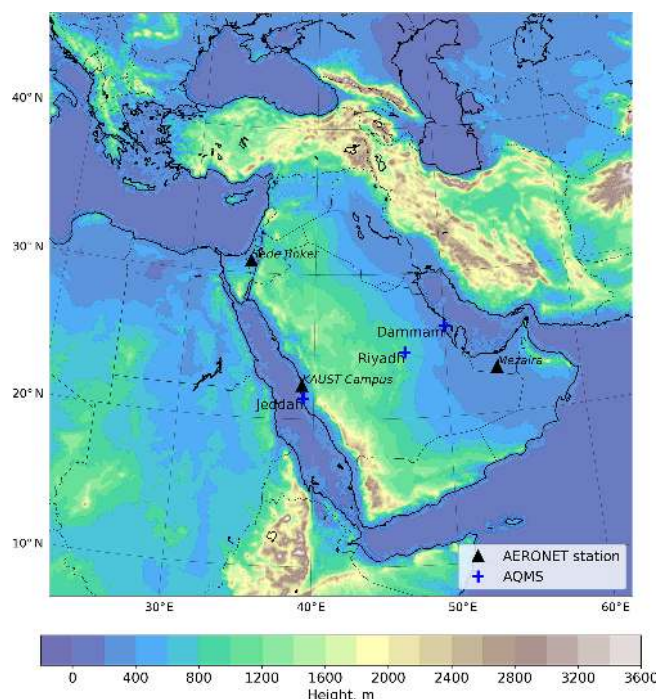 40°N
30°N
Sede Boker
Dammam
Riyadh
Mezaira
KAUST Campus
20°N
Jeddah
10°N
AERONET station
AQMS
30°E 40°E 50°E 60°E
0 400 800 1200 1600 2000 2400 2800 3200 3600
Height, m